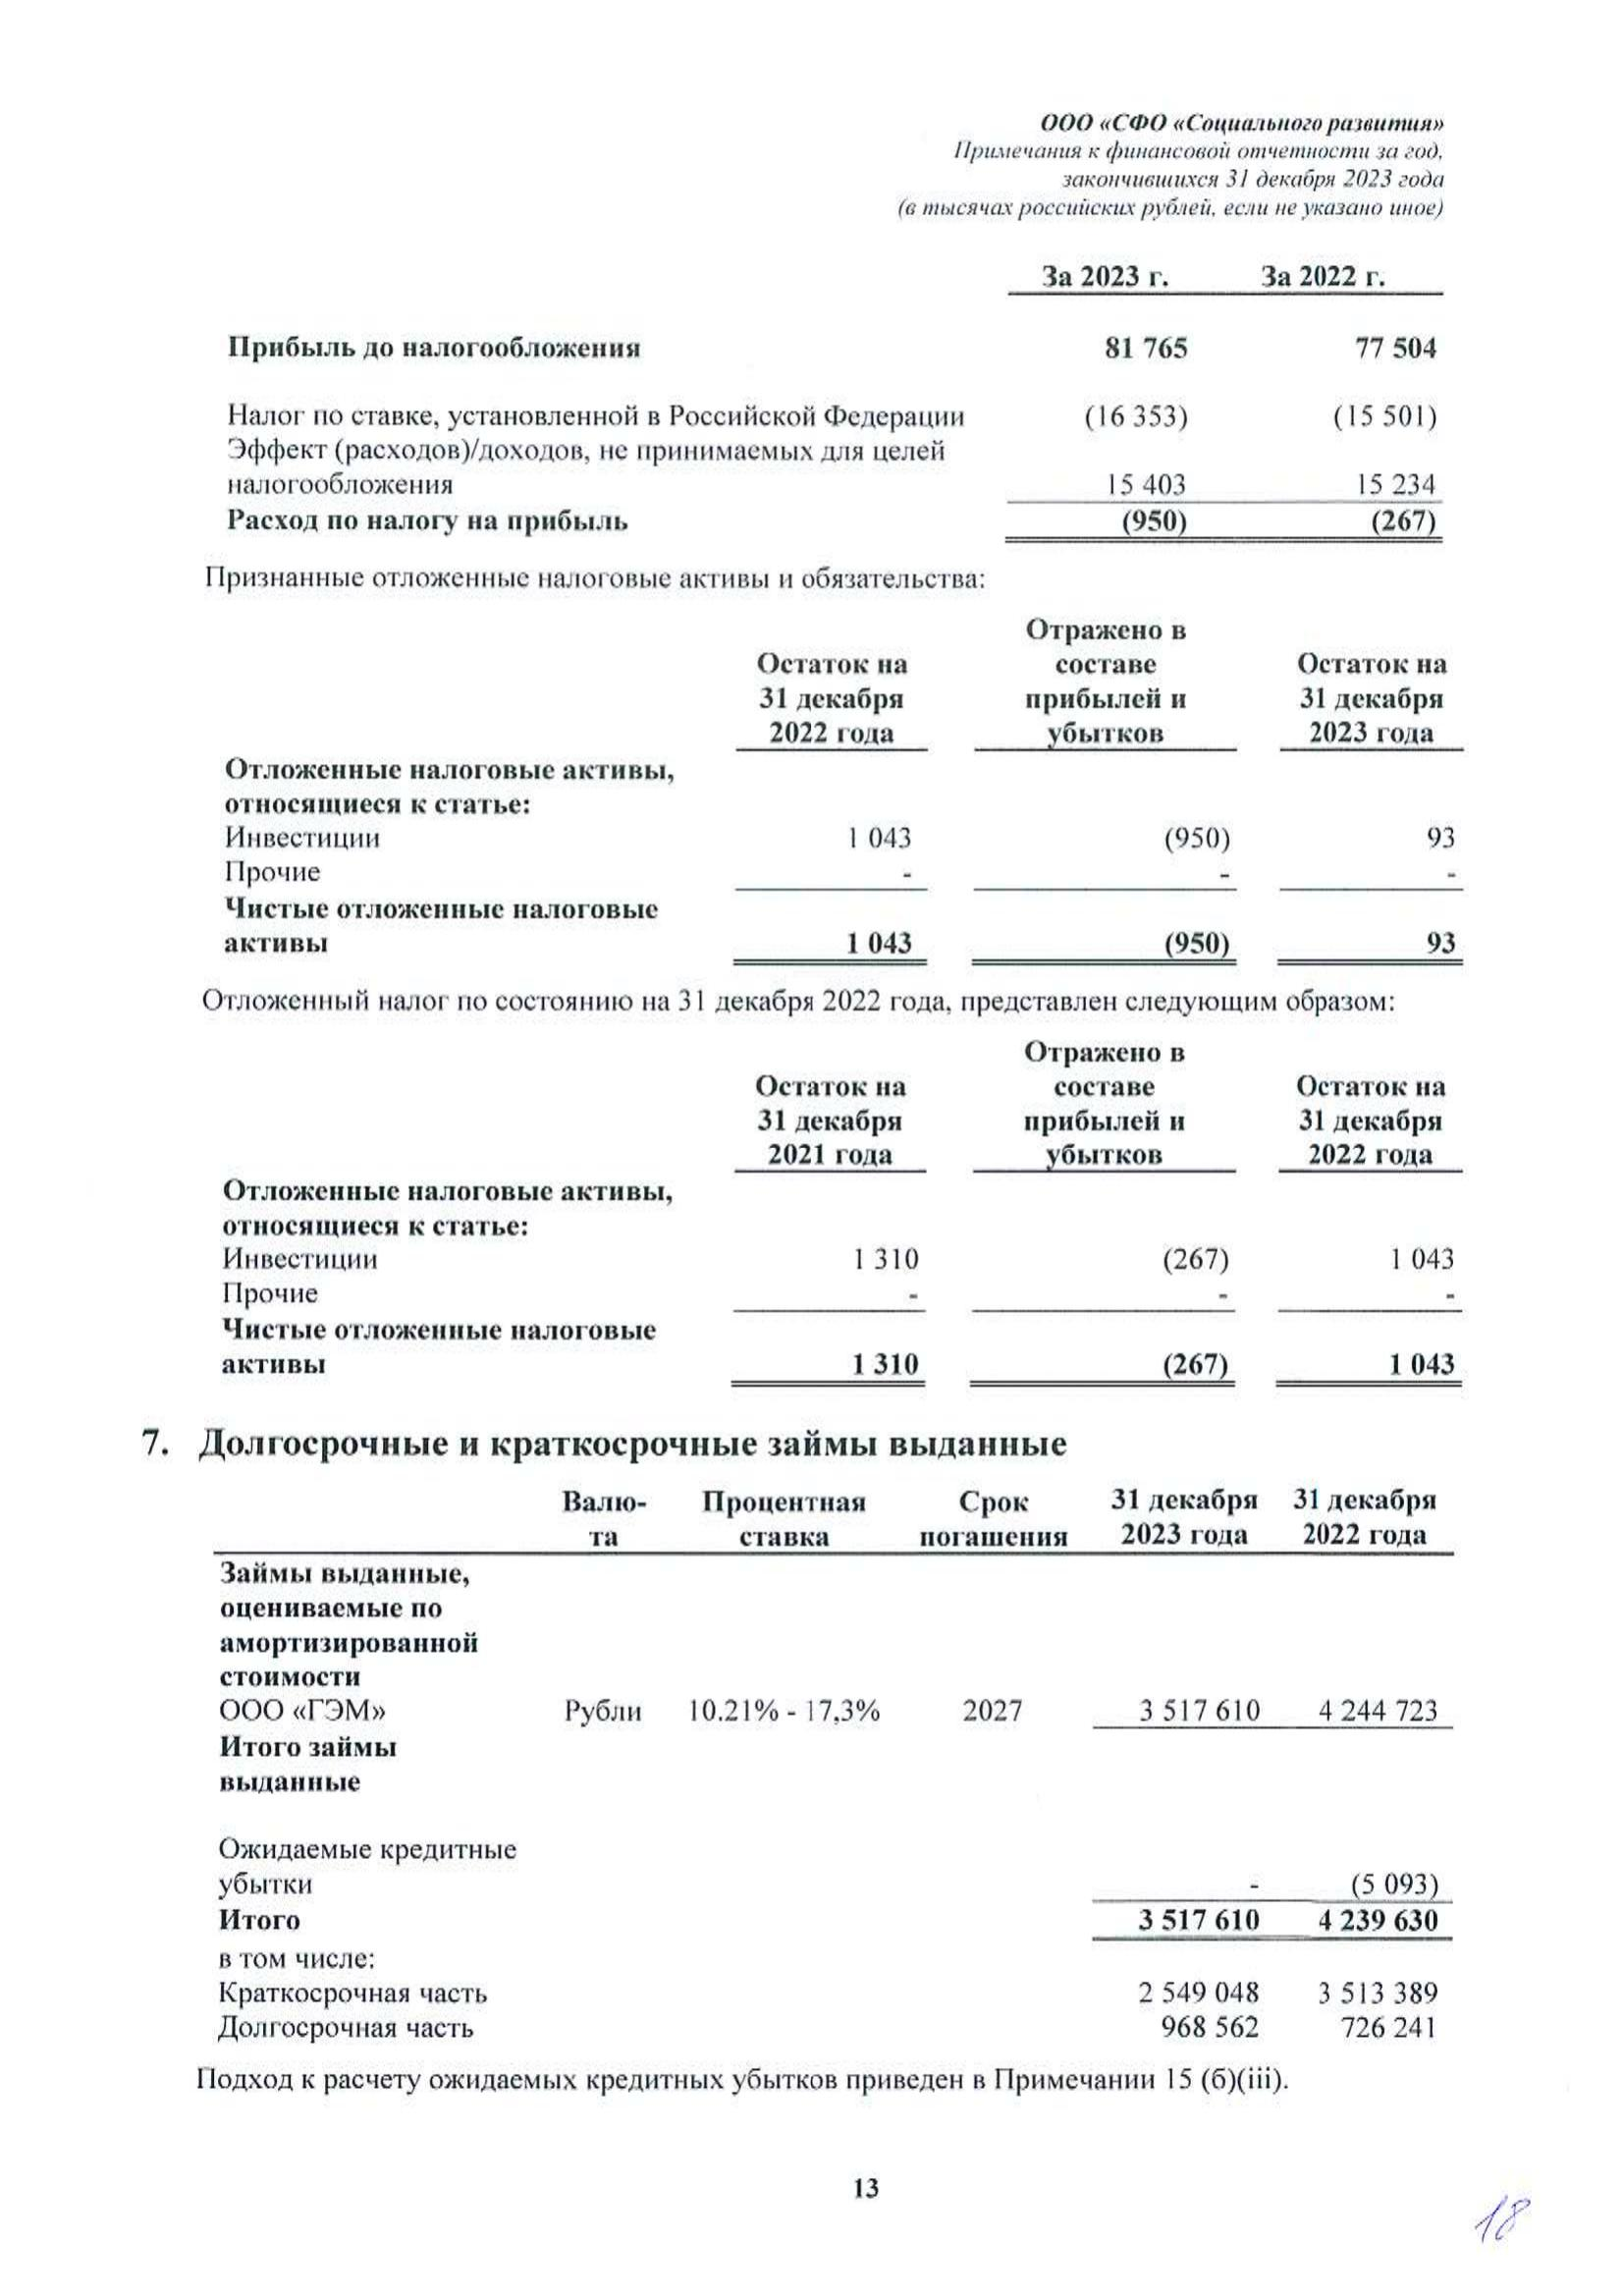 ООО «СФО «Социального развития»
Примечания к финансовой отчетности за год,
закончившихся 31 декабря 2023 года
(в тысячах российских рублей, если не указано иное)
За 2023 г. За 2022 г.
Прибыль до налогообложения 81 765 77 504
Налог по ставке, установленной в Российской Федерации (16 353) (15 501)
Эффект (расходов)/доходов, не принимаемых для целей
налогообложения 15 403 15 234
Расход по налогу на прибыль (950) (267)
Признанные отложенные налоговые активы и обязательства:
Отражено в
Остаток на составе Остаток на
31 декабря прибылей и 31 декабря
2022 года убытков 2023 года
Отложенные налоговые активы,
относящиеся к статье:
Инвестиции 1 043 (950) 93
Прочие - - -
Чистые отложенные налоговые
активы 1 043 (950) 93
Отложенный налог по состоянию на 31 декабря 2022 года, представлен следующим образом:
Отражено в
Остаток на составе Остаток на
31 декабря прибылей и 31 декабря
2021 года убытков 2022 года
Отложенные налоговые активы,
относящиеся к статье:
Инвестиции 1 310 (267) 1 043
Прочие - - -
Чистые отложенные налоговые
активы 1 310 (267) 1 043
7. Долгосрочные и краткосрочные займы выданные
Валю- Процентная Срок 31 декабря 31 декабря
та ставка погашения 2023 года 2022 года
Займы выданные,
оцениваемые по
амортизированной
стоимости
ООО «ГЭМ» Рубли 10.21% - 17,3% 2027 3 517 610 4 244 723
Итого займы
выданные
Ожидаемые кредитные
убытки - (5 093)
Итого 3 517 610 4 239 630
в том числе:
Краткосрочная часть 2 549 048 3 513 389
Долгосрочная часть 968 562 726 241
Подход к расчету ожидаемых кредитных убытков приведен в Примечании 15 (б)(iii).
13
18